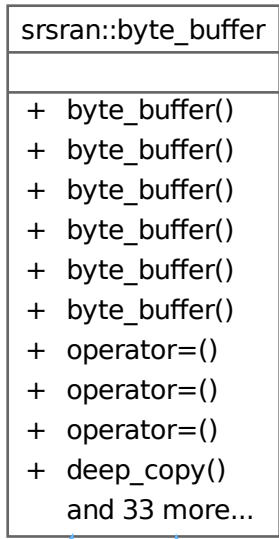 srsran::byte_buffer
+ byte_buffer()
+ byte_buffer()
+ byte_buffer()
+ byte_buffer()
+ byte_buffer()
+ byte_buffer()
+ operator=()
+ operator=()
+ operator=()
+ deep_copy()
and 33 more...